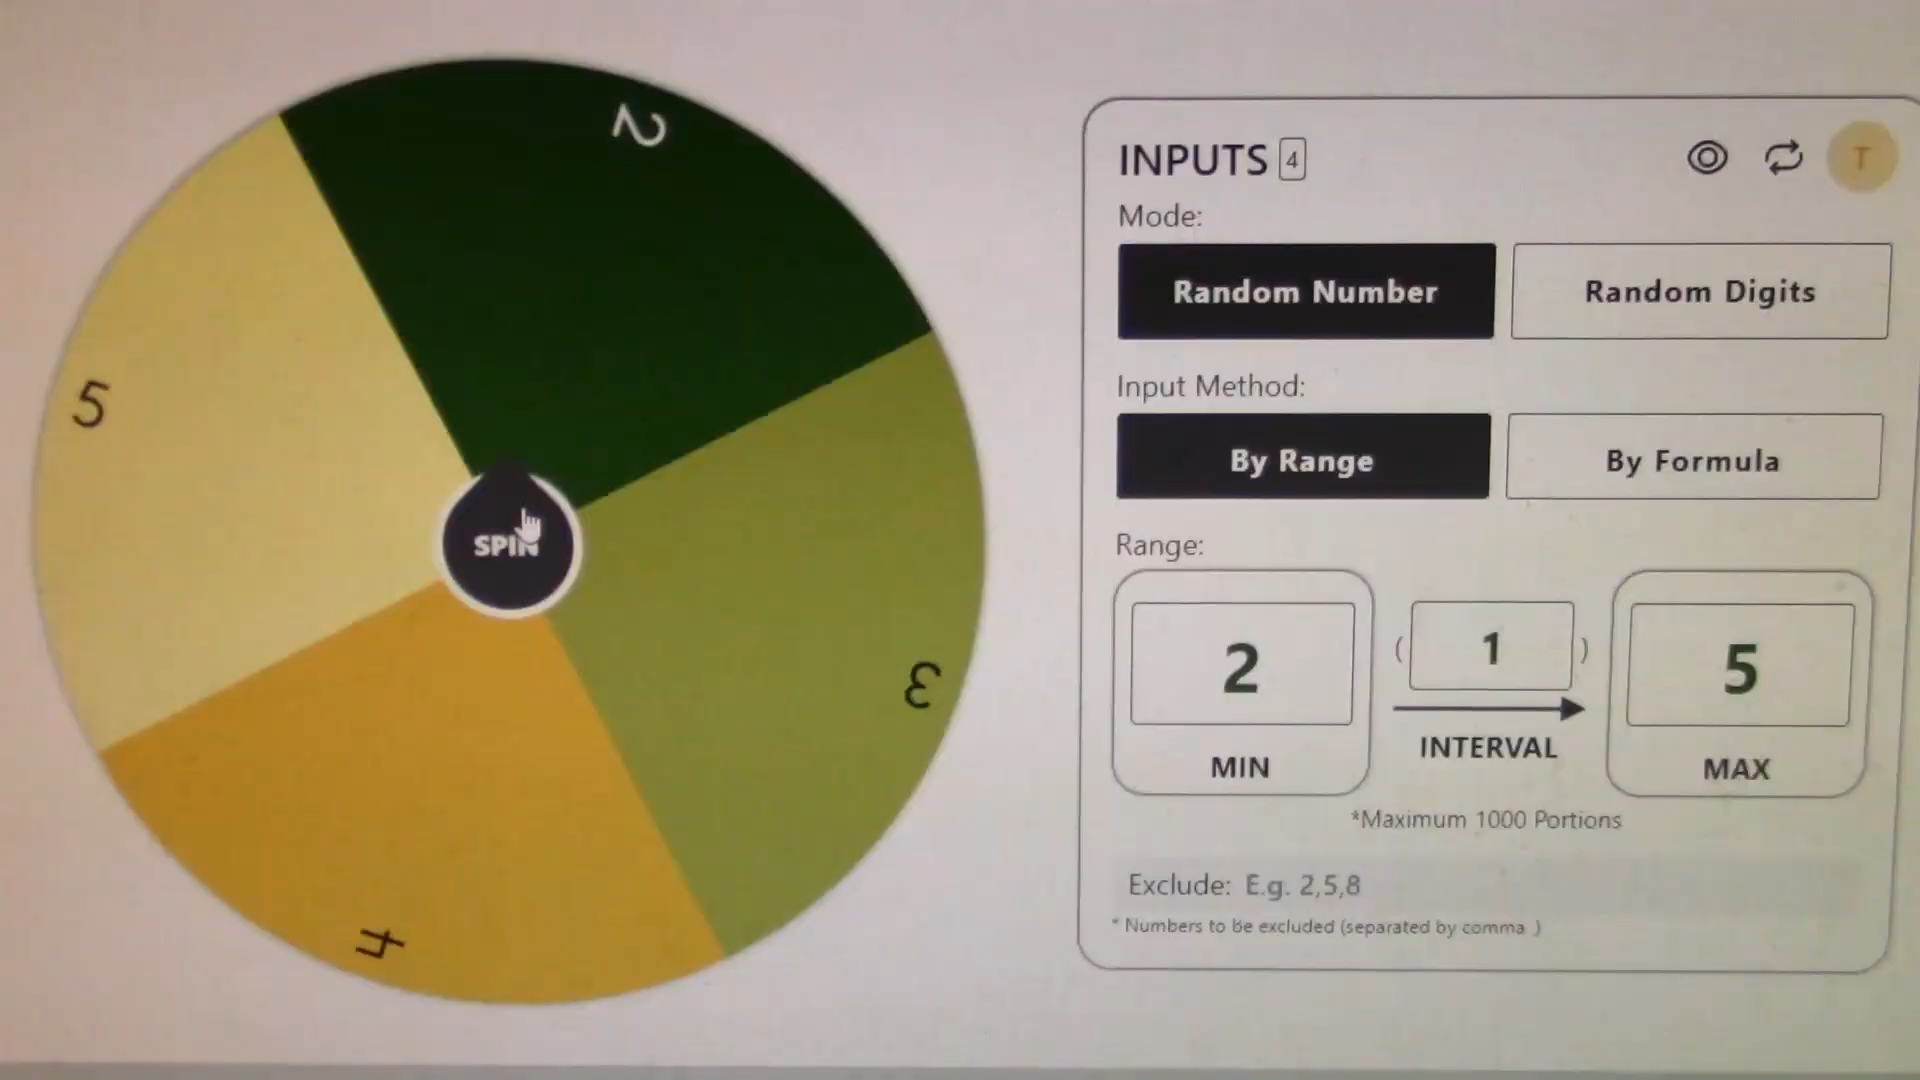 2
5
3
4
SPIN
INPUTS 4
T
Mode:
Random Number
Random Digits
Input Method:
By Range
By Formula
Range:
2
( 1 )
5
MIN
INTERVAL
MAX
*Maximum 1000 Portions
Exclude: E.g. 2,5,8
* Numbers to be excluded (separated by comma )